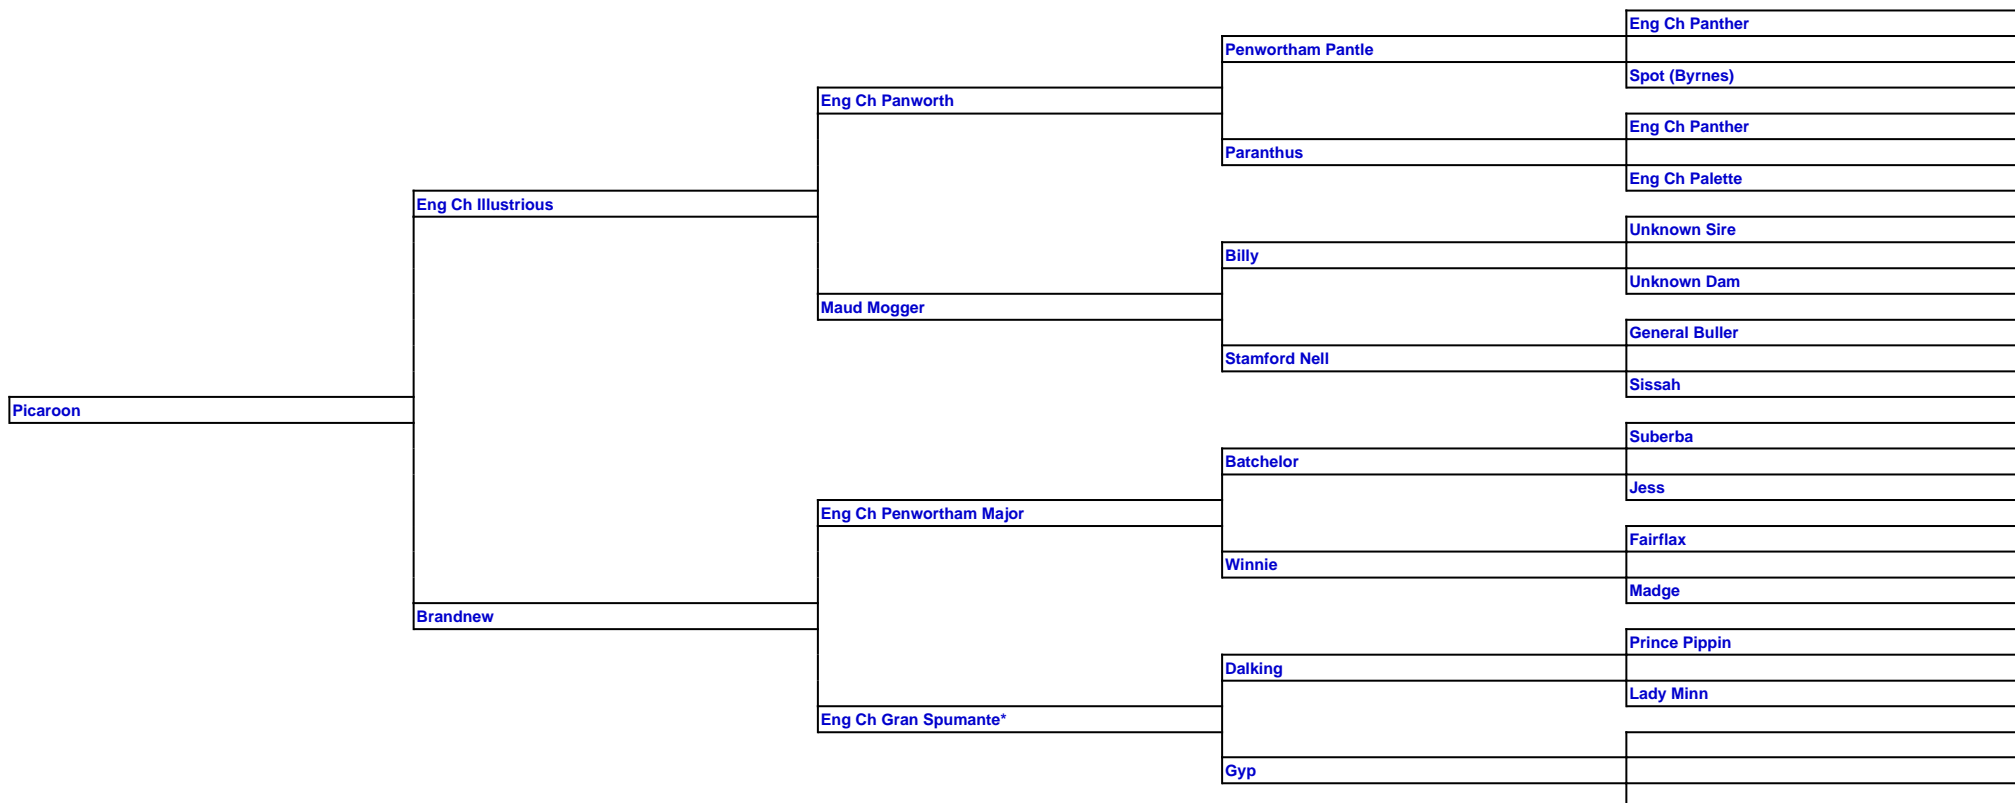 Eng Ch Panther
Penwortham Pantle
Spot (Byrnes)
Eng Ch Panworth
Eng Ch Panther
Paranthus
Eng Ch Palette
Eng Ch Illustrious
Unknown Sire
Billy
Unknown Dam
Maud Mogger
General Buller
Stamford Nell
Sissah
Picaroon
Suberba
Batchelor
Jess
Eng Ch Penwortham Major
Fairflax
Winnie
Madge
Brandnew
Prince Pippin
Dalking
Lady Minn
Eng Ch Gran Spumante*
Gyp